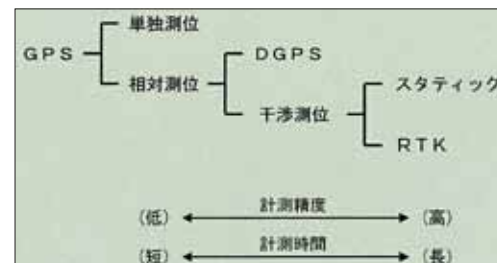 単独測位
GPS
相対測位
DGPS
干渉測位
スタティック
RTK
(低) 計測精度 (高)
(短) 計測時間 (長)